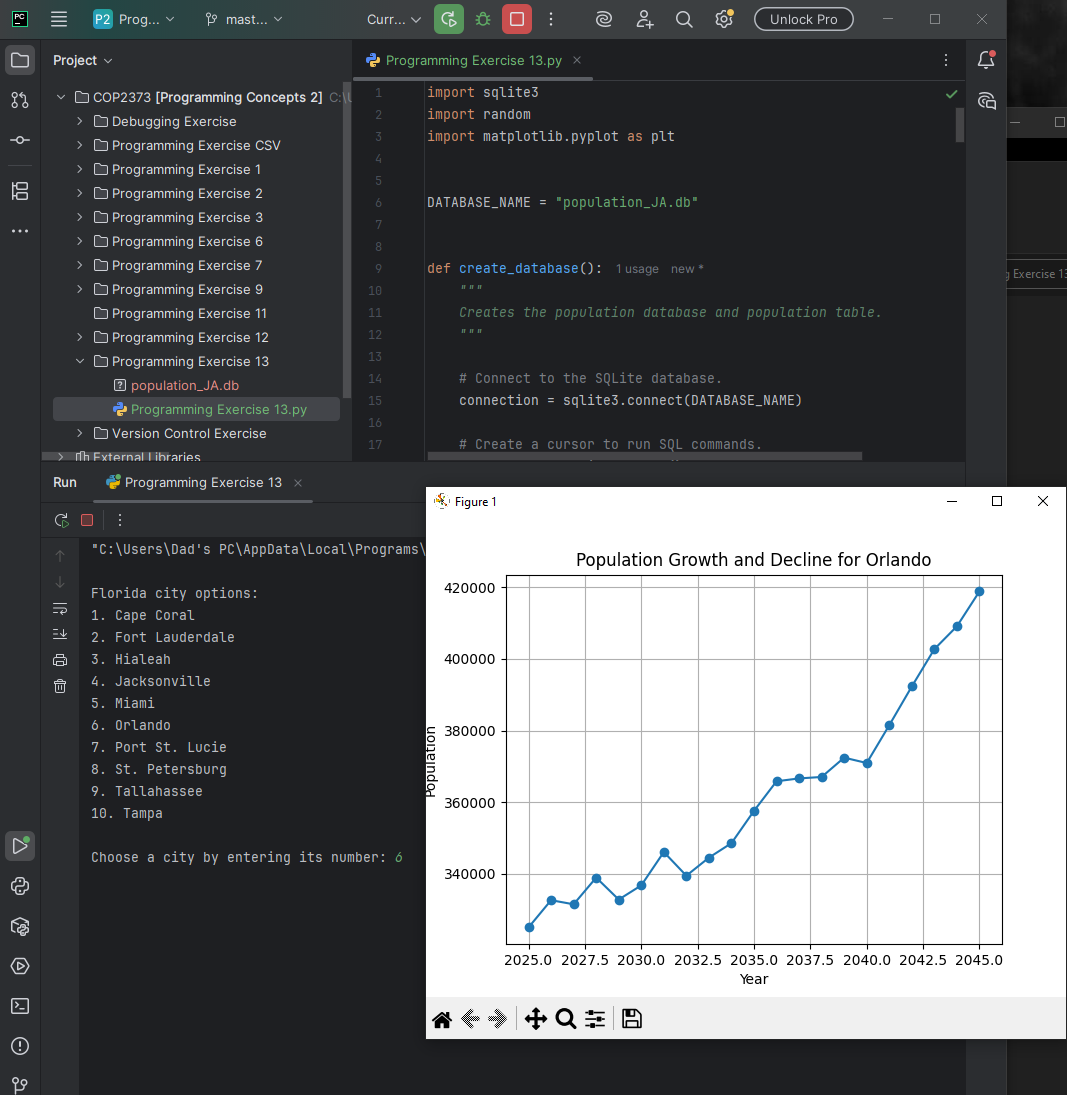 PC
P2 Prog...
mast...
Curr...
Unlock Pro
Project
COP2373 [Programming Concepts 2] C:\U
Debugging Exercise
Programming Exercise CSV
Programming Exercise 1
Programming Exercise 2
Programming Exercise 3
Programming Exercise 6
Programming Exercise 7
Programming Exercise 9
Programming Exercise 11
Programming Exercise 12
Programming Exercise 13
population_JA.db
Programming Exercise 13.py
Version Control Exercise
External Libraries
Programming Exercise 13.py
1 import sqlite3
2 import random
3 import matplotlib.pyplot as plt
4
5
6 DATABASE_NAME = "population_JA.db"
7
8
9 def create_database(): 1 usage new *
10 """
11 Creates the population database and population table.
12 """
13
14 # Connect to the SQLite database.
15 connection = sqlite3.connect(DATABASE_NAME)
16
17 # Create a cursor to run SQL commands.
g Exercise 13
Run
Programming Exercise 13
"C:\Users\Dad's PC\AppData\Local\Programs\
Florida city options:
1. Cape Coral
2. Fort Lauderdale
3. Hialeah
4. Jacksonville
5. Miami
6. Orlando
7. Port St. Lucie
8. St. Petersburg
9. Tallahassee
10. Tampa
Choose a city by entering its number: 6
Figure 1
Population Growth and Decline for Orlando
420000
400000
380000
360000
340000
Population
2025.0 2027.5 2030.0 2032.5 2035.0 2037.5 2040.0 2042.5 2045.0
Year